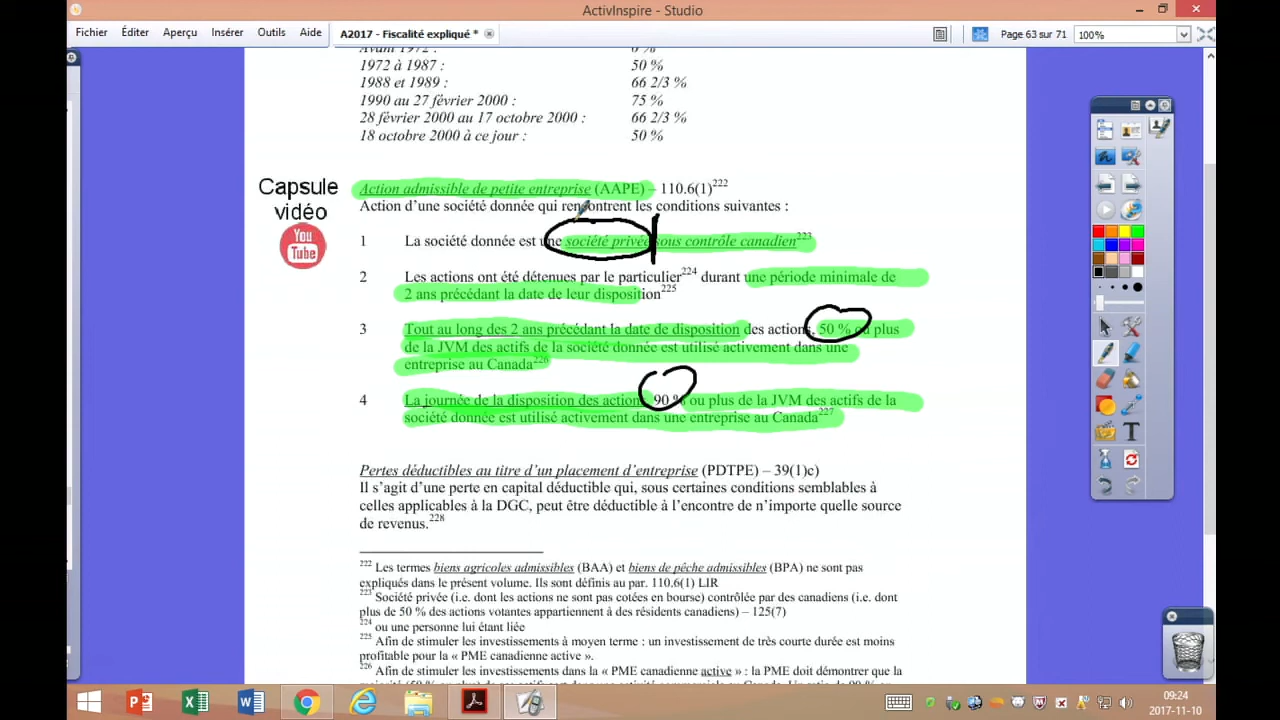 ActivInspire - Studio
Fichier Éditer Aperçu Insérer Outils Aide A2017 - Fiscalité expliqué * Page 63 sur 71 100%
Avant 1972 : 0 %
1972 à 1987 : 50 %
1988 et 1989 : 66 2/3 %
1990 au 27 février 2000 : 75 %
28 février 2000 au 17 octobre 2000 : 66 2/3 %
18 octobre 2000 à ce jour : 50 %
Capsule
vidéo
You
Tube
Action admissible de petite entreprise (AAPE) – 110.6(1)222
Action d'une société donnée qui rencontrent les conditions suivantes :
1 La société donnée est une société privée sous contrôle canadien223
2 Les actions ont été détenues par le particulier224 durant une période minimale de
2 ans précédant la date de leur disposition225
3 Tout au long des 2 ans précédant la date de disposition des actions, 50 % ou plus
de la JVM des actifs de la société donnée est utilisé activement dans une
entreprise au Canada226
4 La journée de la disposition des actions, 90 % ou plus de la JVM des actifs de la
société donnée est utilisé activement dans une entreprise au Canada227
Pertes déductibles au titre d'un placement d'entreprise (PDTPE) – 39(1)c)
Il s'agit d'une perte en capital déductible qui, sous certaines conditions semblables à
celles applicables à la DGC, peut être déductible à l'encontre de n'importe quelle source
de revenus.228
222 Les termes biens agricoles admissibles (BAA) et biens de pêche admissibles (BPA) ne sont pas
expliqués dans le présent volume. Ils sont définis au par. 110.6(1) LIR
223 Société privée (i.e. dont les actions ne sont pas cotées en bourse) contrôlée par des canadiens (i.e. dont
plus de 50 % des actions votantes appartiennent à des résidents canadiens) – 125(7)
224 ou une personne lui étant liée
225 Afin de stimuler les investissements à moyen terme : un investissement de très courte durée est moins
profitable pour la « PME canadienne active ».
226 Afin de stimuler les investissements dans la « PME canadienne active » : la PME doit démontrer que la
09:24
2017-11-10